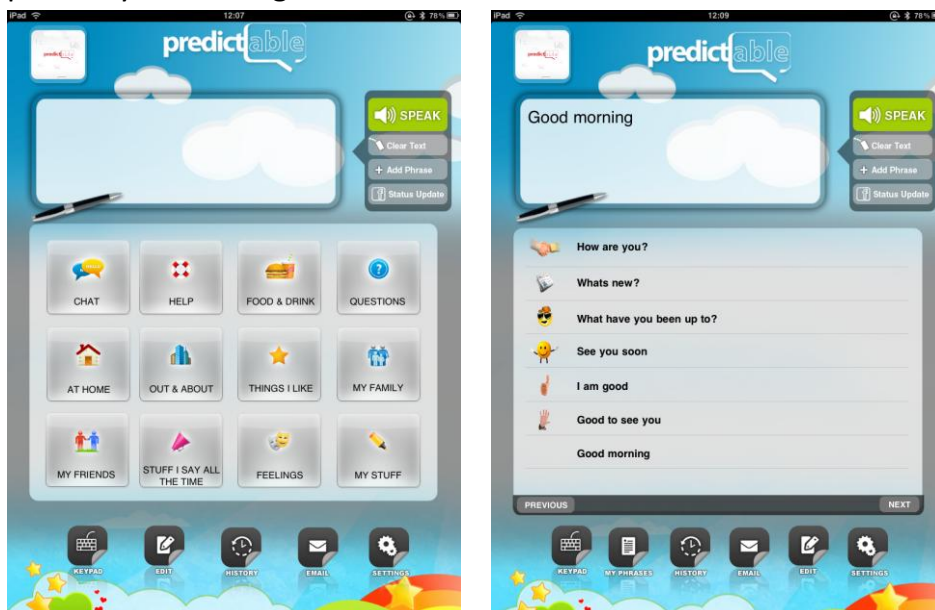 iPad
12:07
78%
predictable
SPEAK
Clear Text
+ Add Phrase
Status Update
CHAT
HELP
FOOD & DRINK
QUESTIONS
AT HOME
OUT & ABOUT
THINGS I LIKE
MY FAMILY
MY FRIENDS
STUFF I SAY ALL
THE TIME
FEELINGS
MY STUFF
KEYPAD
EDIT
HISTORY
EMAIL
SETTINGS
iPad
12:09
78%
predictable
Good morning
SPEAK
Clear Text
+ Add Phrase
Status Update
How are you?
Whats new?
What have you been up to?
See you soon
I am good
Good to see you
Good morning
PREVIOUS
NEXT
KEYPAD
MY PHRASES
HISTORY
EMAIL
EDIT
SETTINGS